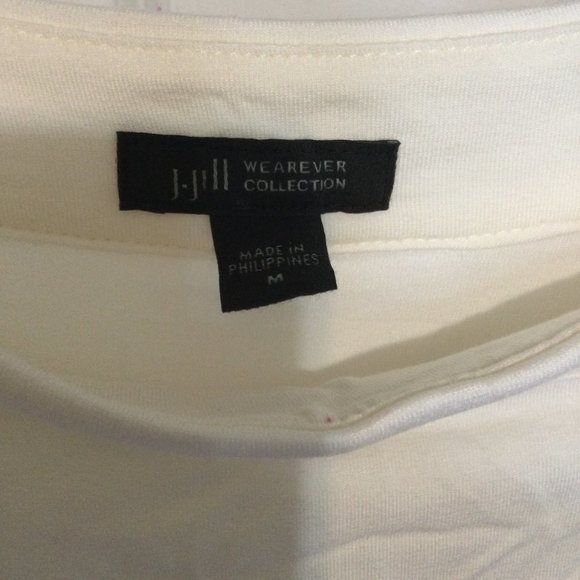 J.Jill WEAREVER
COLLECTION
MADE IN
PHILIPPINES
M